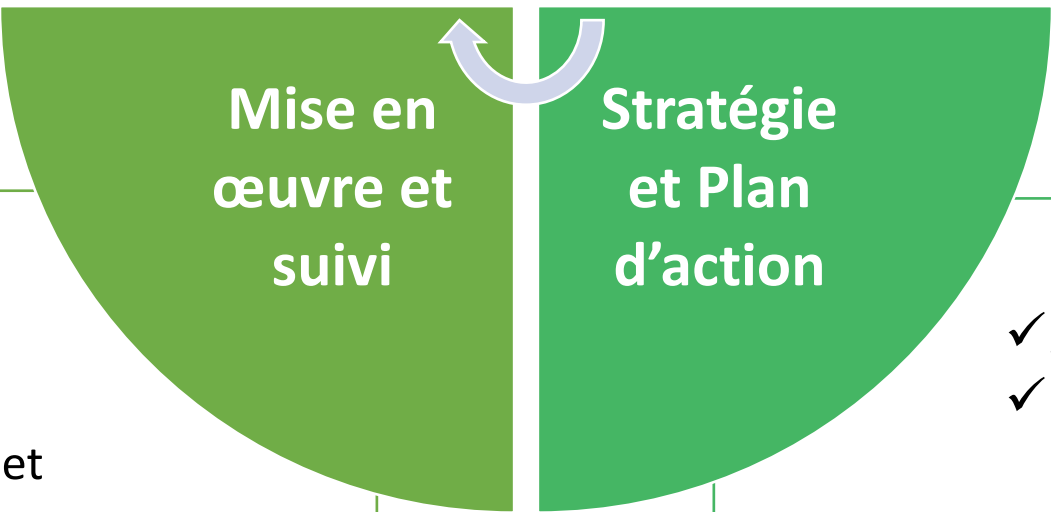 Mise en
œuvre et
suivi
Stratégie
et Plan
d’action
et